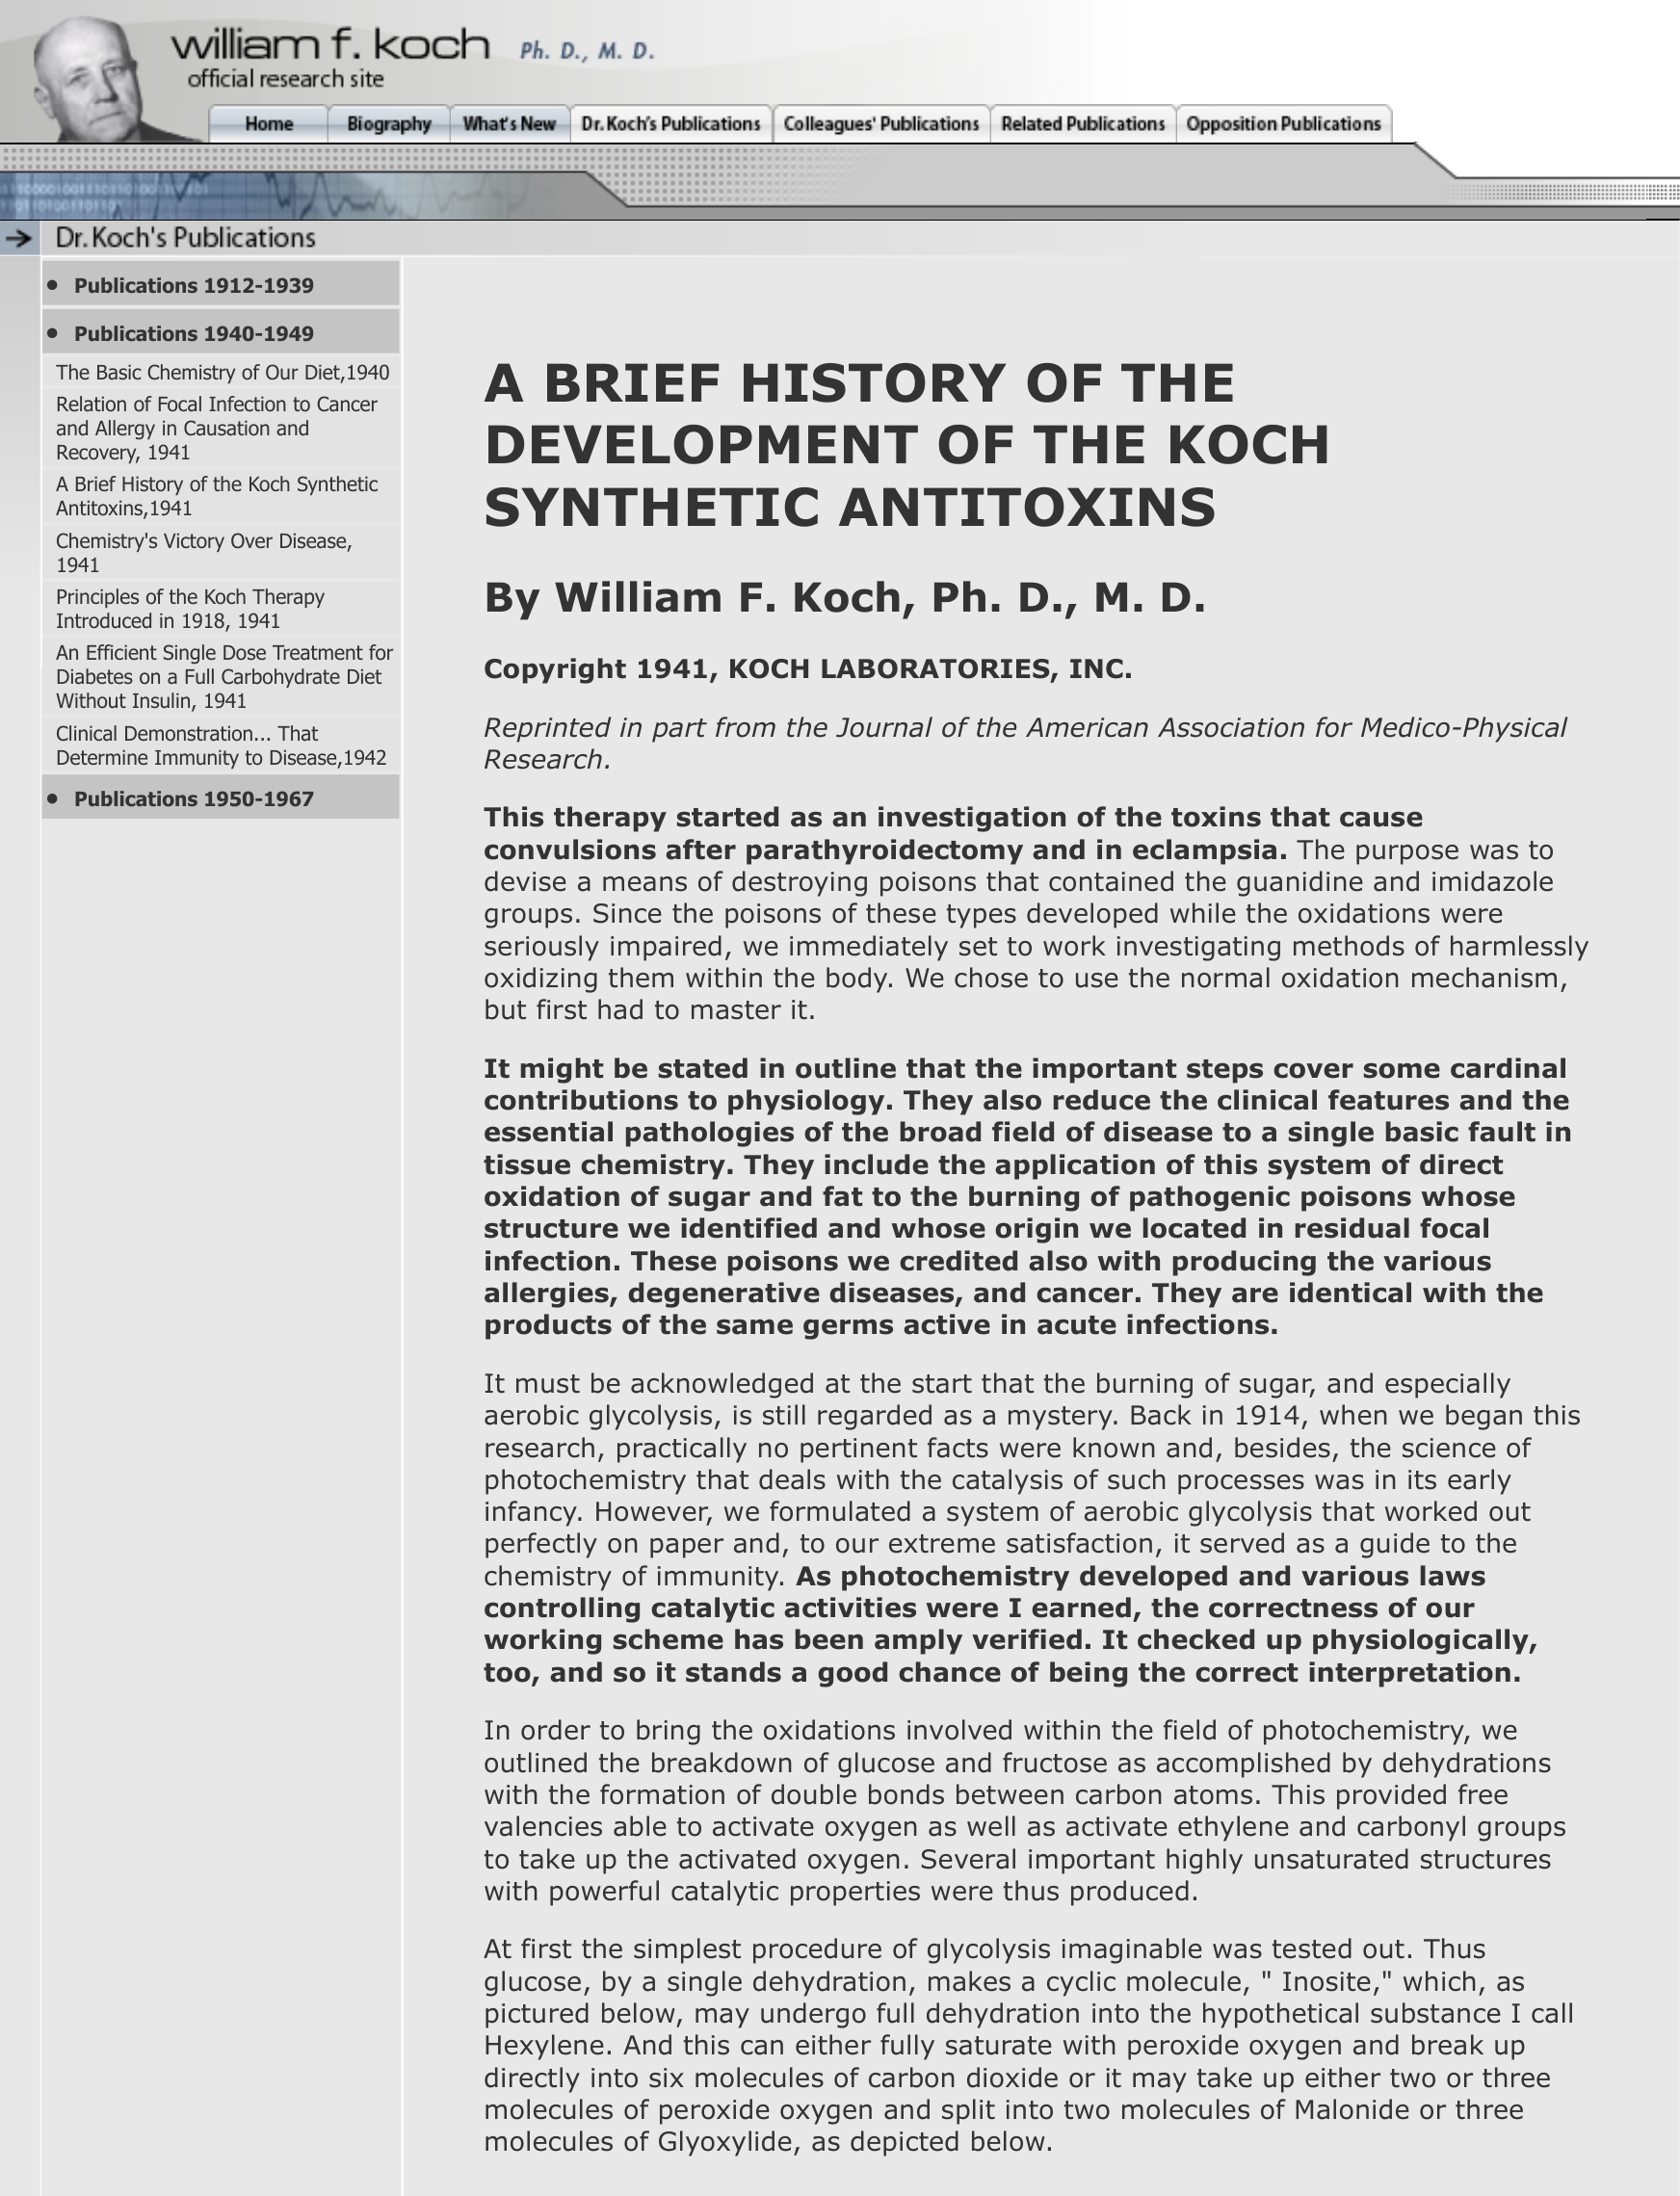 william f. koch Ph. D., M. D.
official research site
Home Biography What's New Dr. Koch's Publications Colleagues' Publications Related Publications Opposition Publications
Dr. Koch's Publications
• Publications 1912-1939
• Publications 1940-1949
The Basic Chemistry of Our Diet,1940
Relation of Focal Infection to Cancer
and Allergy in Causation and
Recovery, 1941
A Brief History of the Koch Synthetic
Antitoxins,1941
Chemistry's Victory Over Disease,
1941
Principles of the Koch Therapy
Introduced in 1918, 1941
An Efficient Single Dose Treatment for
Diabetes on a Full Carbohydrate Diet
Without Insulin, 1941
Clinical Demonstration... That
Determine Immunity to Disease,1942
• Publications 1950-1967
A BRIEF HISTORY OF THE
DEVELOPMENT OF THE KOCH
SYNTHETIC ANTITOXINS
By William F. Koch, Ph. D., M. D.
Copyright 1941, KOCH LABORATORIES, INC.
Reprinted in part from the Journal of the American Association for Medico-Physical
Research.
This therapy started as an investigation of the toxins that cause
convulsions after parathyroidectomy and in eclampsia. The purpose was to
devise a means of destroying poisons that contained the guanidine and imidazole
groups. Since the poisons of these types developed while the oxidations were
seriously impaired, we immediately set to work investigating methods of harmlessly
oxidizing them within the body. We chose to use the normal oxidation mechanism,
but first had to master it.
It might be stated in outline that the important steps cover some cardinal
contributions to physiology. They also reduce the clinical features and the
essential pathologies of the broad field of disease to a single basic fault in
tissue chemistry. They include the application of this system of direct
oxidation of sugar and fat to the burning of pathogenic poisons whose
structure we identified and whose origin we located in residual focal
infection. These poisons we credited also with producing the various
allergies, degenerative diseases, and cancer. They are identical with the
products of the same germs active in acute infections.
It must be acknowledged at the start that the burning of sugar, and especially
aerobic glycolysis, is still regarded as a mystery. Back in 1914, when we began this
research, practically no pertinent facts were known and, besides, the science of
photochemistry that deals with the catalysis of such processes was in its early
infancy. However, we formulated a system of aerobic glycolysis that worked out
perfectly on paper and, to our extreme satisfaction, it served as a guide to the
chemistry of immunity. As photochemistry developed and various laws
controlling catalytic activities were I earned, the correctness of our
working scheme has been amply verified. It checked up physiologically,
too, and so it stands a good chance of being the correct interpretation.
In order to bring the oxidations involved within the field of photochemistry, we
outlined the breakdown of glucose and fructose as accomplished by dehydrations
with the formation of double bonds between carbon atoms. This provided free
valencies able to activate oxygen as well as activate ethylene and carbonyl groups
to take up the activated oxygen. Several important highly unsaturated structures
with powerful catalytic properties were thus produced.
At first the simplest procedure of glycolysis imaginable was tested out. Thus
glucose, by a single dehydration, makes a cyclic molecule, " Inosite," which, as
pictured below, may undergo full dehydration into the hypothetical substance I call
Hexylene. And this can either fully saturate with peroxide oxygen and break up
directly into six molecules of carbon dioxide or it may take up either two or three
molecules of peroxide oxygen and split into two molecules of Malonide or three
molecules of Glyoxylide, as depicted below.